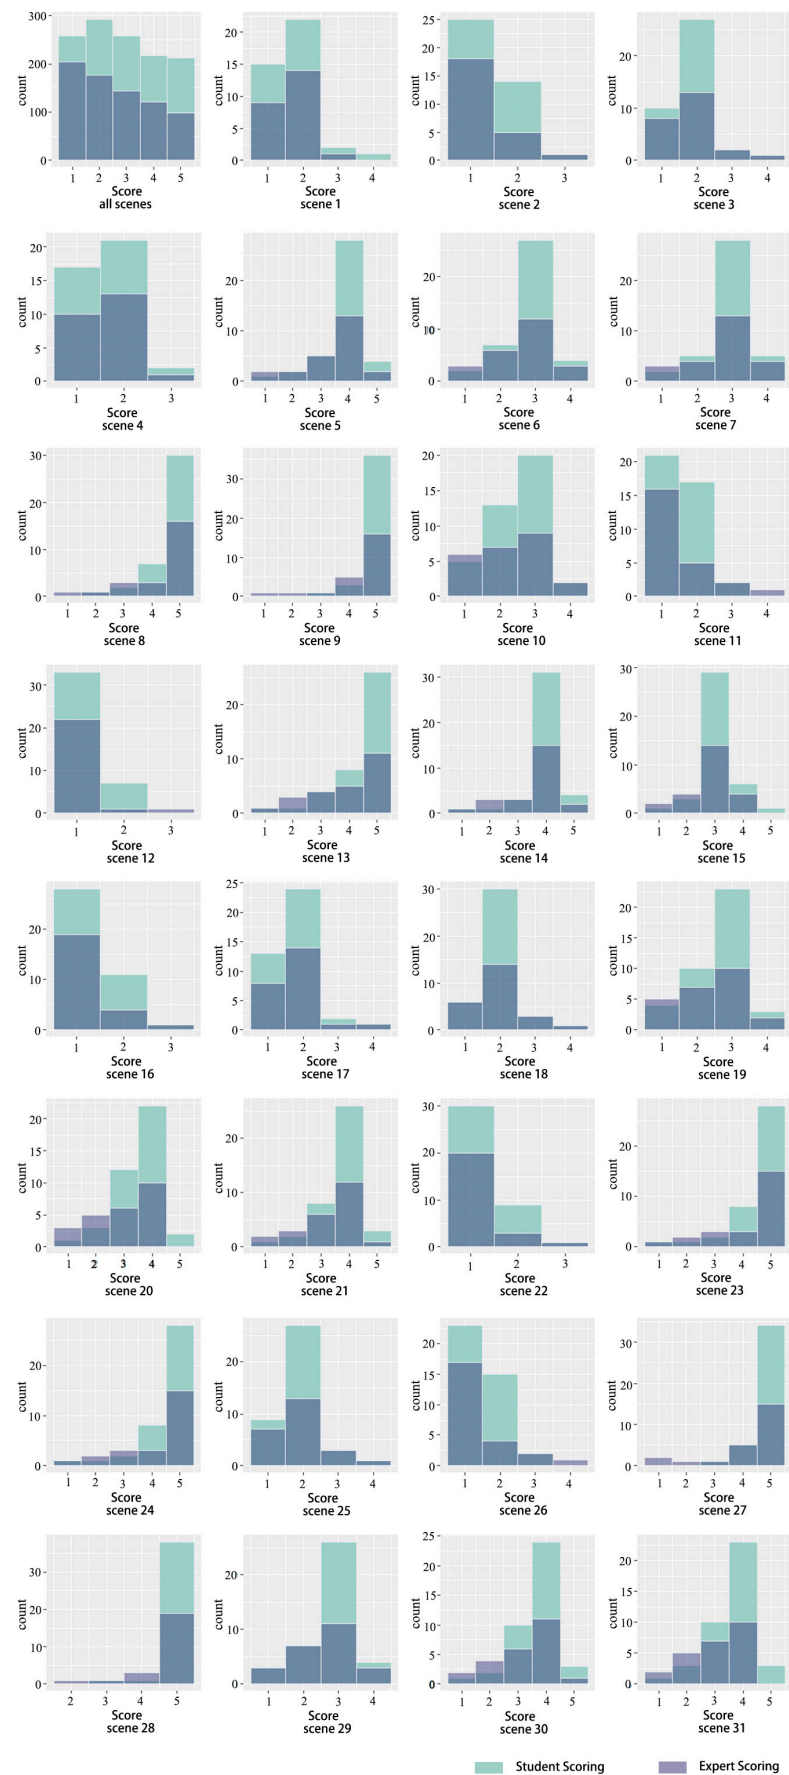 300
200
100
0
count
1 2 3 4 5
Score
all scenes
20
15
10
5
0
count
1 2 3 4
Score
scene 1
25
20
15
10
5
0
count
1 2 3
Score
scene 2
20
10
0
count
1 2 3 4
Score
scene 3
20
15
10
5
0
count
1 2 3
Score
scene 4
20
10
0
count
1 2 3 4 5
Score
scene 5
20
10
0
count
1 2 3 4
Score
scene 6
20
10
0
count
1 2 3 4
Score
scene 7
30
20
10
0
count
1 2 3 4 5
Score
scene 8
30
20
10
0
count
1 2 3 4 5
Score
scene 9
20
15
10
5
0
count
1 2 3 4
Score
scene 10
20
15
10
5
0
count
1 2 3 4
Score
scene 11
30
20
10
0
count
1 2 3
Score
scene 12
20
10
0
count
1 2 3 4 5
Score
scene 13
30
20
10
0
count
1 2 3 4 5
Score
scene 14
30
20
10
0
count
1 2 3 4 5
Score
scene 15
20
10
0
count
1 2 3
Score
scene 16
25
20
15
10
5
0
count
1 2 3 4
Score
scene 17
30
20
10
0
count
1 2 3 4
Score
scene 18
20
15
10
5
0
count
1 2 3 4
Score
scene 19
20
15
10
5
0
count
1 2 3 4 5
Score
scene 20
20
10
0
count
1 2 3 4 5
Score
scene 21
30
20
10
0
count
1 2 3
Score
scene 22
20
10
0
count
1 2 3 4 5
Score
scene 23
20
10
0
count
1 2 3 4 5
Score
scene 24
20
10
0
count
1 2 3 4
Score
scene 25
20
15
10
5
0
count
1 2 3 4
Score
scene 26
30
20
10
0
count
1 2 3 4 5
Score
scene 27
30
20
10
0
count
2 3 4 5
Score
scene 28
20
10
0
count
1 2 3 4
Score
scene 29
25
20
15
10
5
0
count
1 2 3 4 5
Score
scene 30
20
15
10
5
0
count
1 2 3 4 5
Score
scene 31
Student Scoring
Expert Scoring